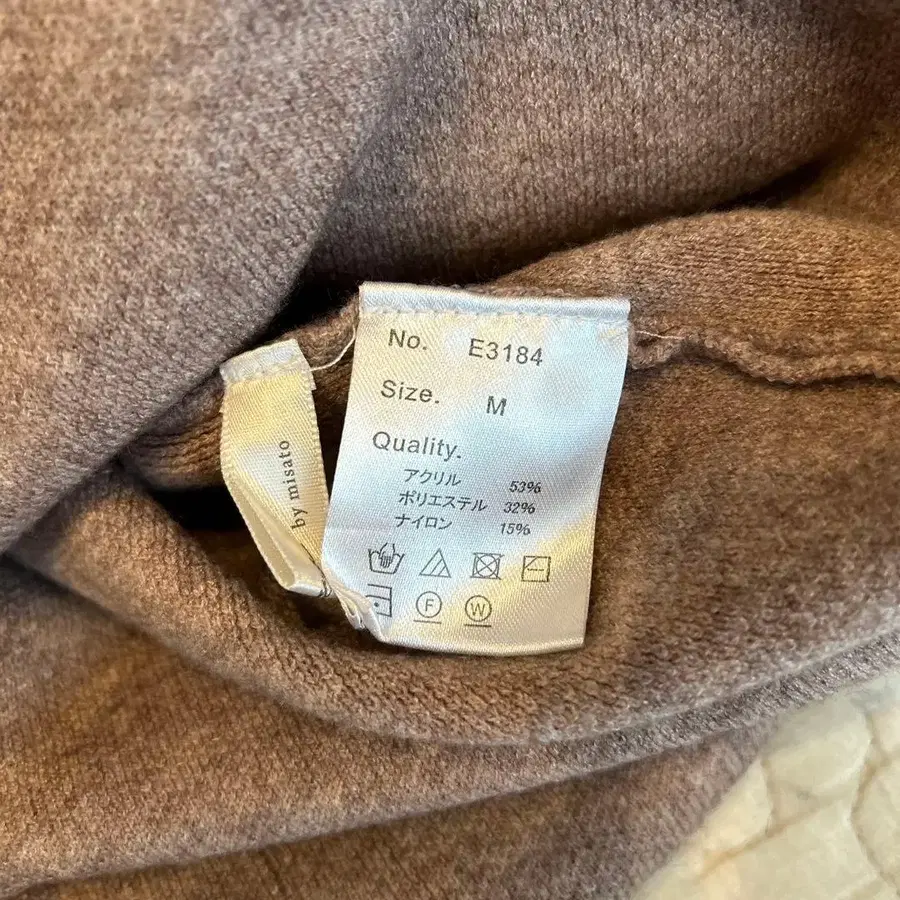 No. E3184
Size. M
Quality.
アクリル 53%
ポリエステル 32%
ナイロン 15%
F W
by misato